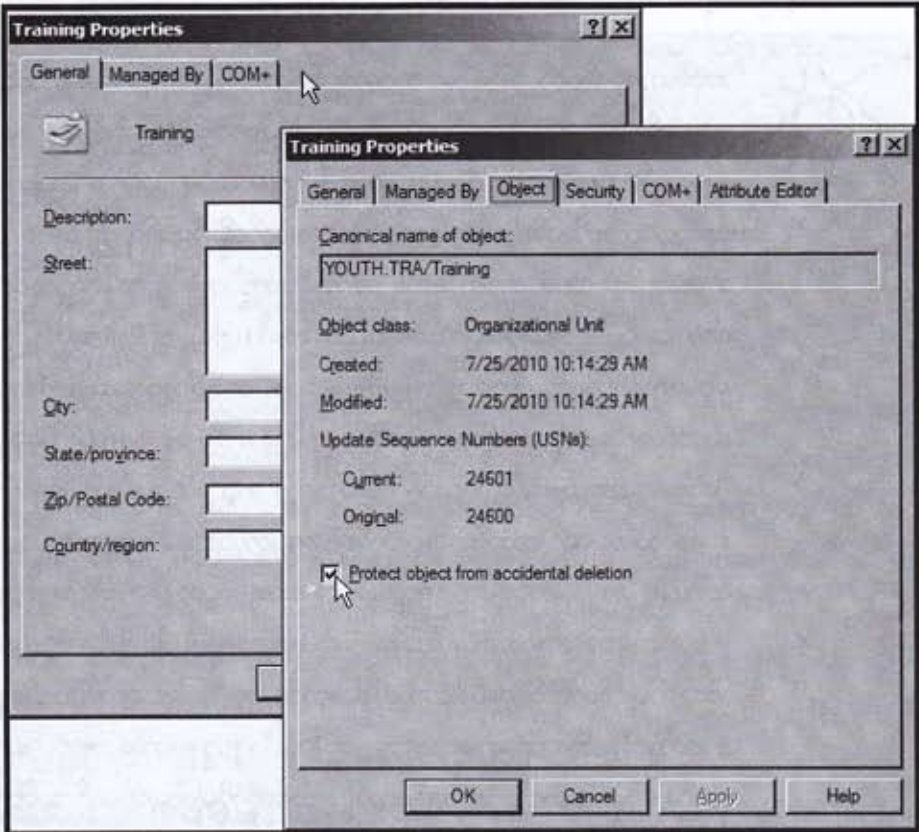 Training Properties
General Managed By COM+
Training
Description:
Street:
City:
State/province:
Zip/Postal Code:
Country/region:
Training Properties
General Managed By Object Security COM+ Attribute Editor
Canonical name of object:
YOUTH.TRA/Training
Object class: Organizational Unit
Created: 7/25/2010 10:14:29 AM
Modified: 7/25/2010 10:14:29 AM
Update Sequence Numbers (USNs):
Current: 24601
Original: 24600
Protect object from accidental deletion
OK Cancel Apply Help